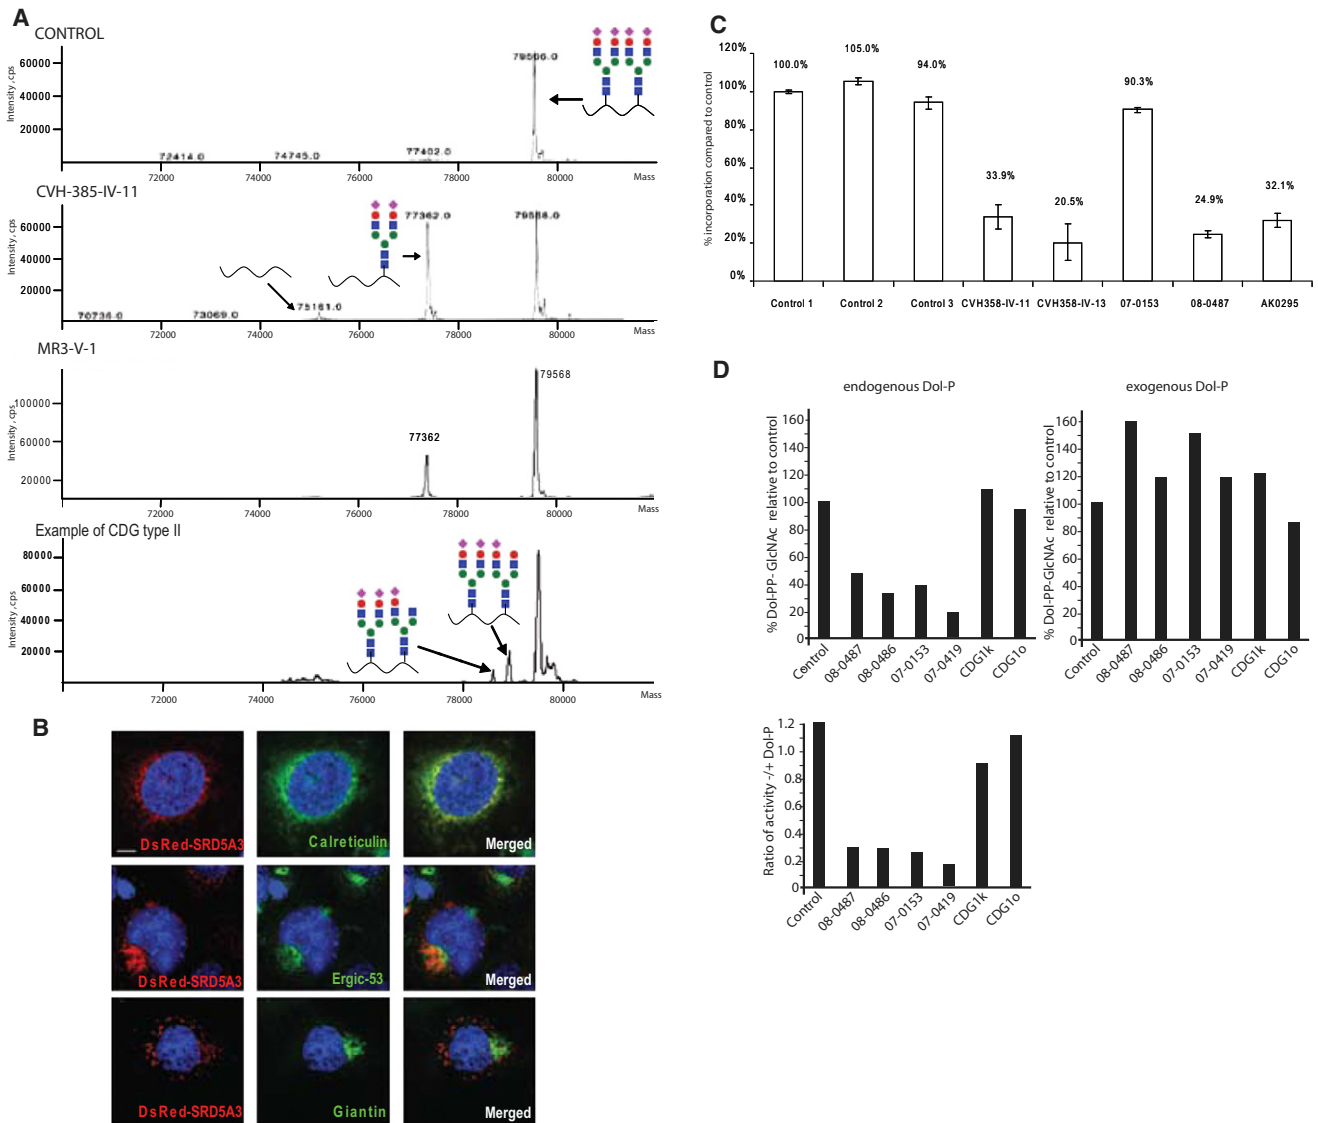 A
CONTROL
Intensity, cps
60000
40000
20000
79506.0
72414.0
74745.0
77402.0
72000
74000
76000
78000
80000
Mass
CVH-385-IV-11
Intensity, cps
60000
40000
20000
77362.0
79568.0
75161.0
70736.0
73069.0
72000
74000
76000
78000
80000
Mass
MR3-V-1
Intensity, cps
100000
60000
20000
79568
77362
72000
74000
76000
78000
80000
Mass
Example of CDG type II
Intensity, cps
80000
60000
40000
20000
72000
74000
76000
78000
80000
Mass
B
DsRed-SRD5A3
Calreticulin
Merged
DsRed-SRD5A3
Ergic-53
Merged
DsRed-SRD5A3
Giantin
Merged
C
% incorporation compared to control
120%
100%
80%
60%
40%
20%
0%
100.0%
105.0%
94.0%
33.9%
20.5%
90.3%
24.9%
32.1%
Control 1
Control 2
Control 3
CVH358-IV-11
CVH358-IV-13
07-0153
08-0487
AK0295
D
endogenous Dol-P
% Dol-PP- GlcNAc relative to control
160
140
120
100
80
60
40
20
0
Control
08-0487
08-0486
07-0153
07-0419
CDG1k
CDG1o
exogenous Dol-P
% Dol-PP-GlcNAc relative to control
160
140
120
100
80
60
40
20
0
Control
08-0487
08-0486
07-0153
07-0419
CDG1k
CDG1o
Ratio of activity -/+ Dol-P
1.2
1.0
0.8
0.6
0.4
0.2
0
Control
08-0487
08-0486
07-0153
07-0419
CDG1k
CDG1o